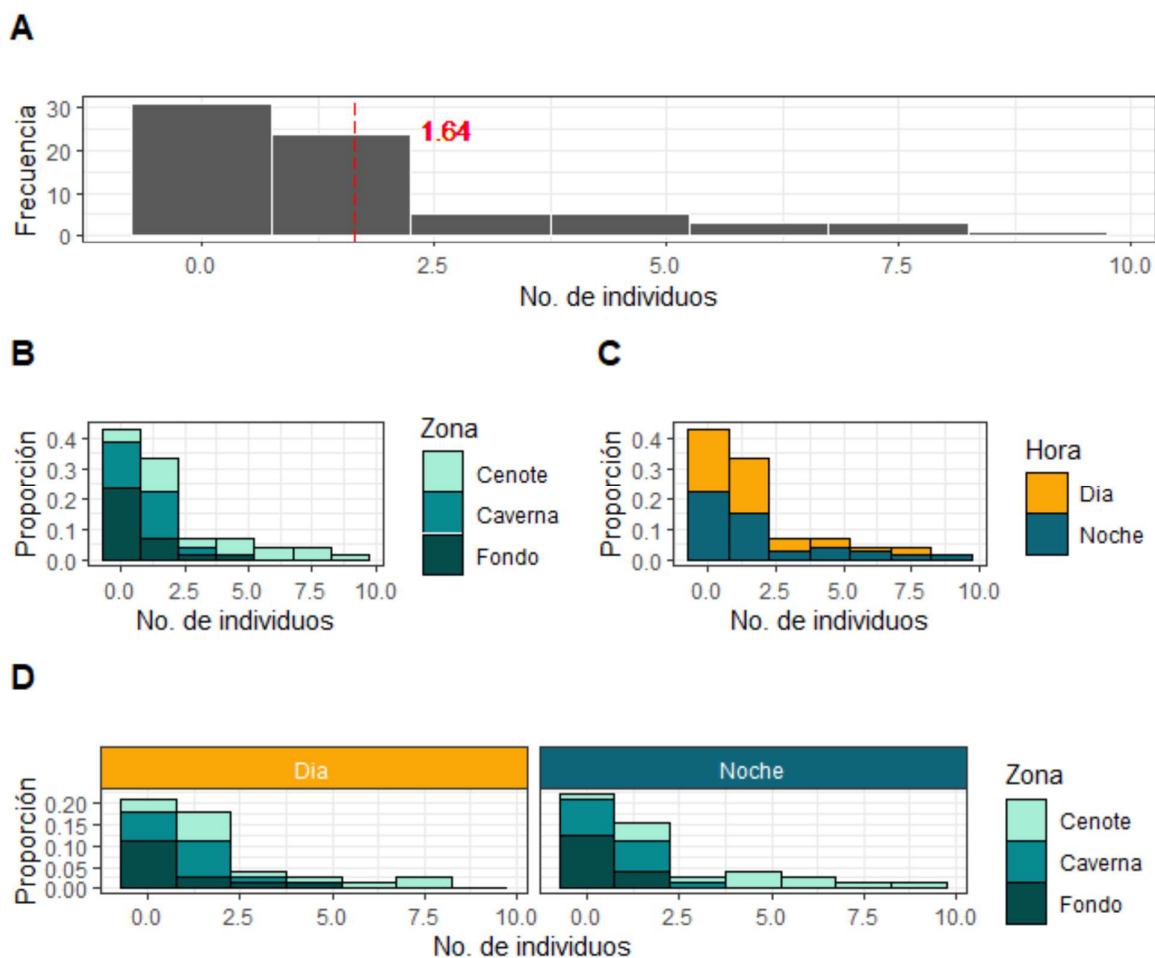 A
Frecuencia
30
20
10
0
1.64
0.0 2.5 5.0 7.5 10.0
No. de individuos
B
Proporción
0.4
0.3
0.2
0.1
0.0
0.0 2.5 5.0 7.5 10.0
No. de individuos
Zona
Cenote
Caverna
Fondo
C
Proporción
0.4
0.3
0.2
0.1
0.0
0.0 2.5 5.0 7.5 10.0
No. de individuos
Hora
Dia
Noche
D
Dia Noche
Proporción
0.20
0.15
0.10
0.05
0.00
0.0 2.5 5.0 7.5 10.0 0.0 2.5 5.0 7.5 10.0
No. de individuos
Zona
Cenote
Caverna
Fondo